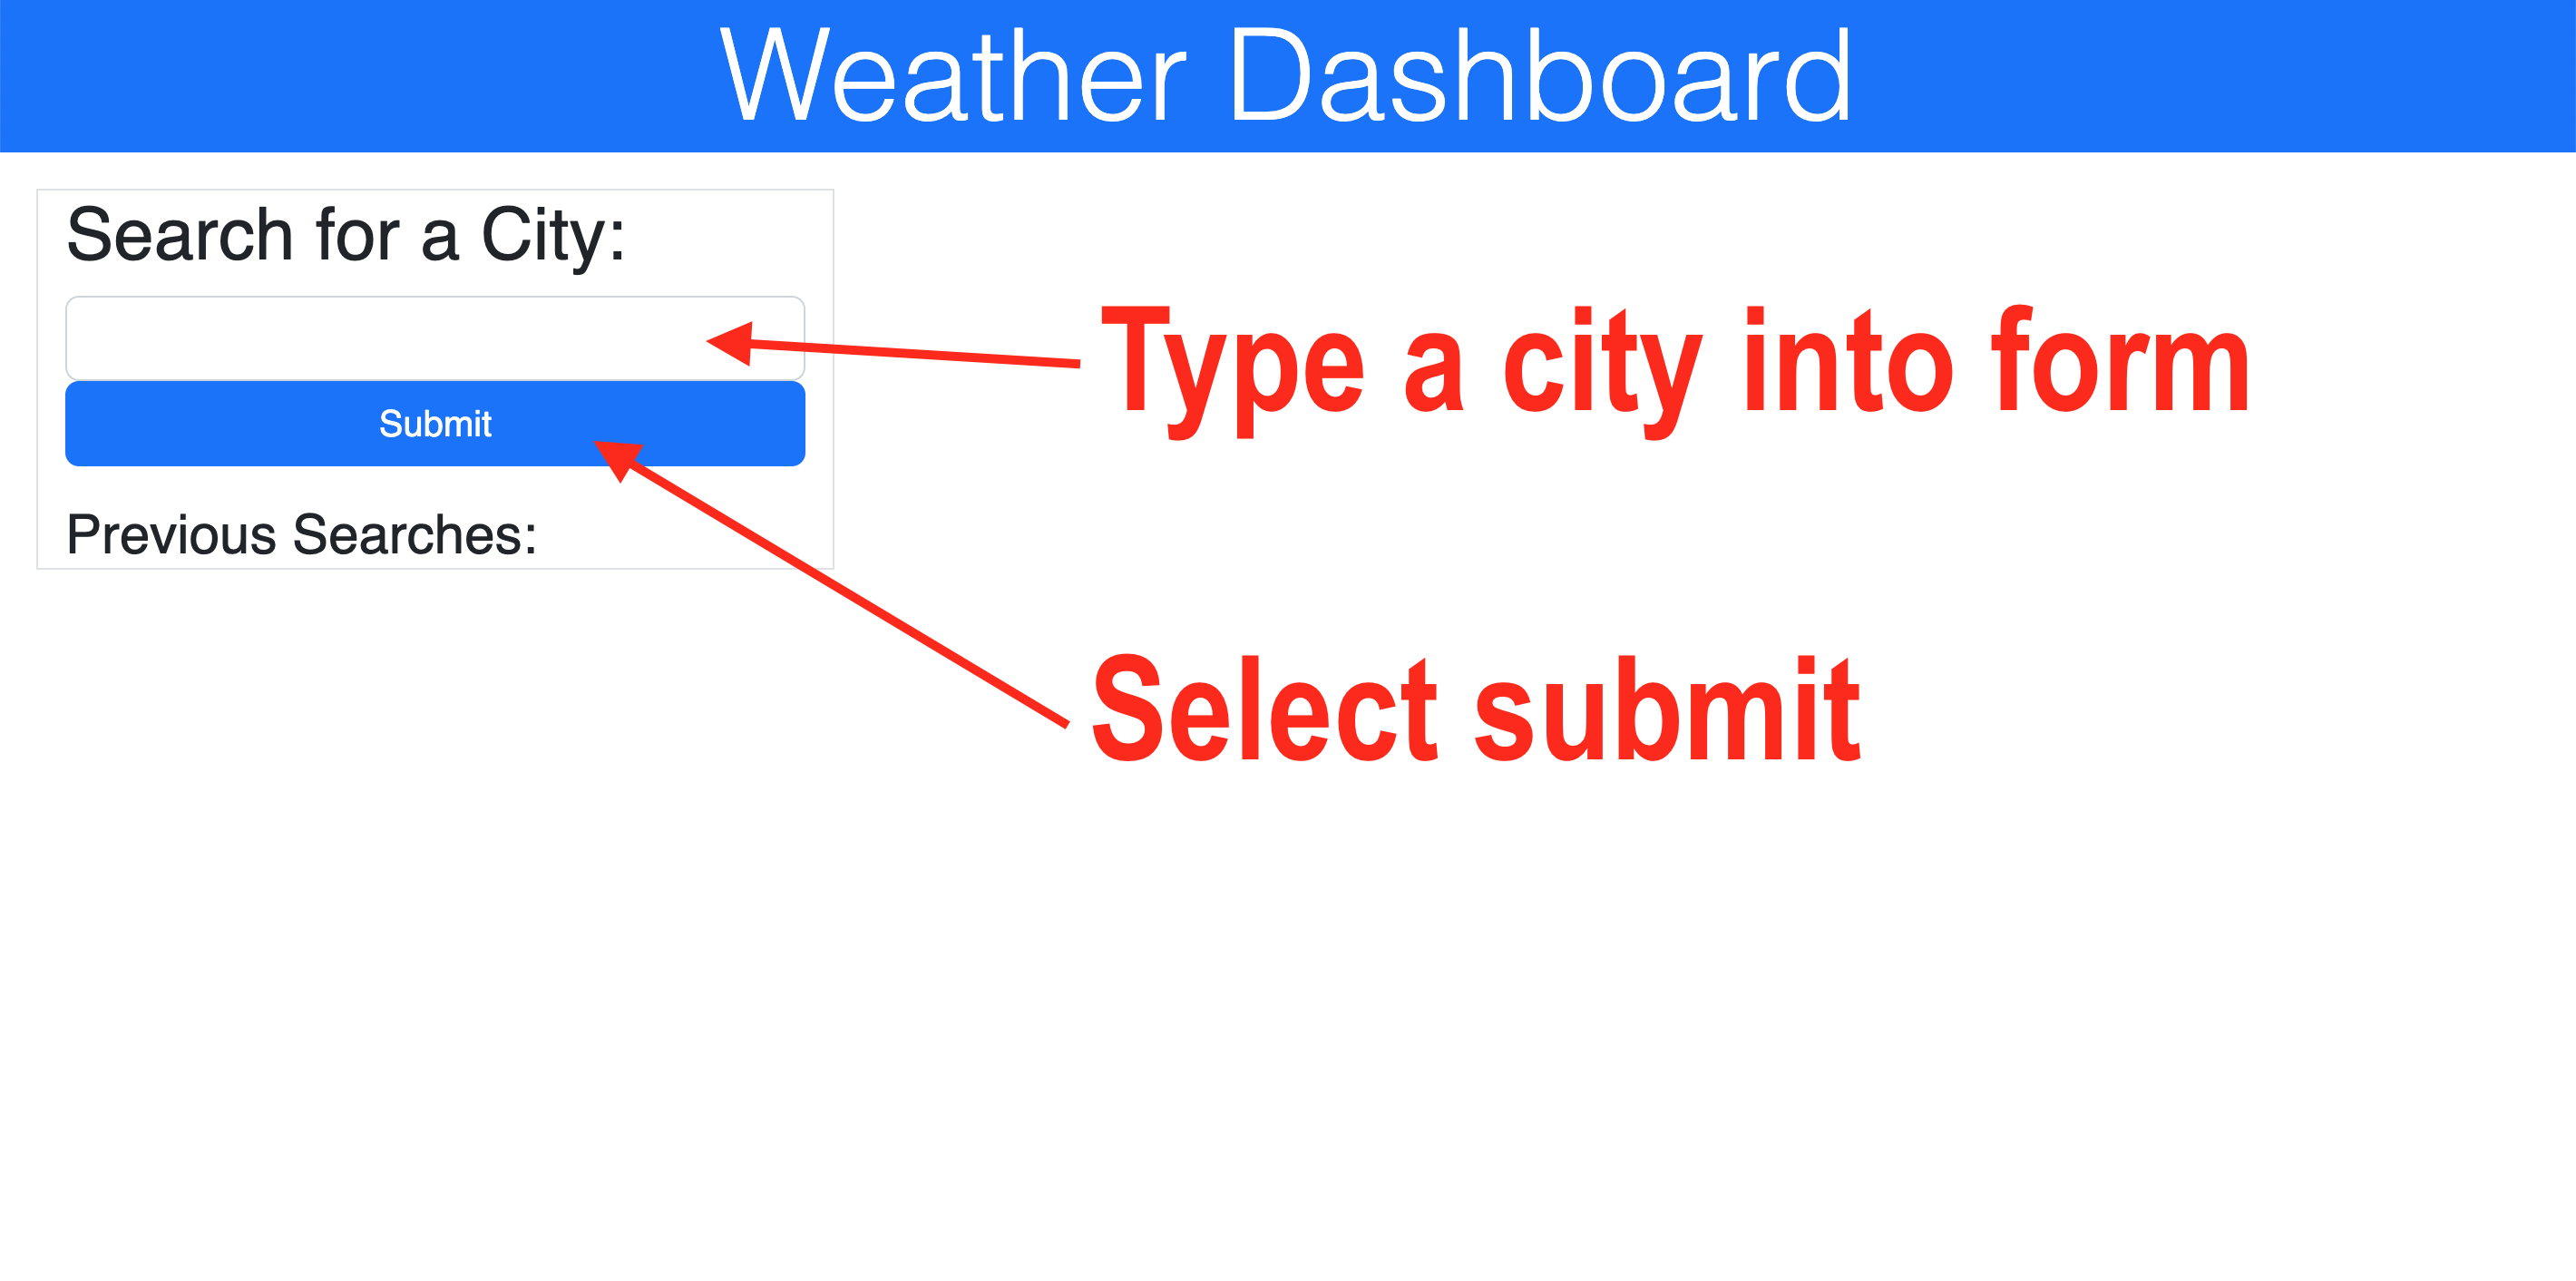 Weather Dashboard
Search for a City:
Type a city into form
Submit
Previous Searches:
Select submit